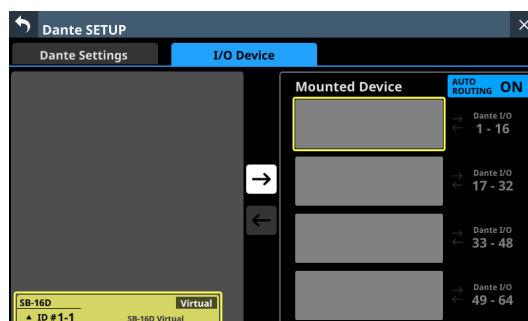 Dante SETUP
Dante Settings
I/O Device
Mounted Device
AUTO ROUTING ON
Dante I/O
1 - 16
Dante I/O
17 - 32
Dante I/O
33 - 48
Dante I/O
49 - 64
SB-16D
Virtual
ID #1-1
SB-16D Virtual